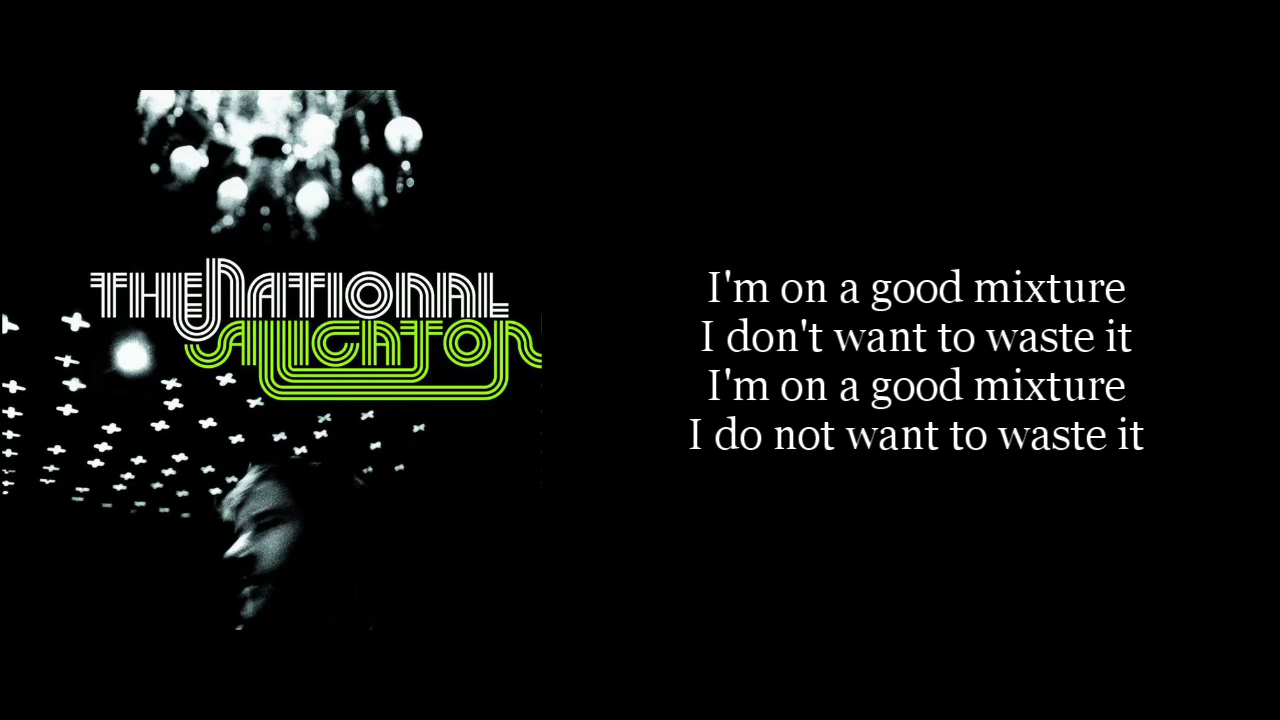 THE NATIONAL
ALLIGATOR
I'm on a good mixture
I don't want to waste it
I'm on a good mixture
I do not want to waste it